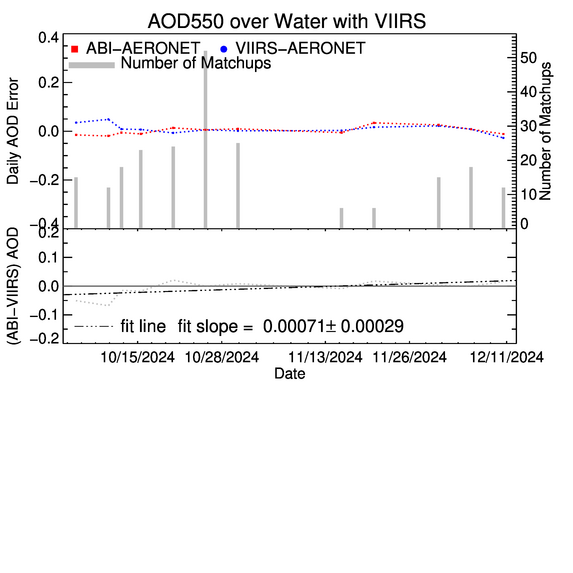 AOD550 over Water with VIIRS
ABI−AERONET VIIRS−AERONET
Number of Matchups
Daily AOD Error
0.4
0.2
0.0
−0.2
−0.4
Number of Matchups
50
40
30
20
10
0
(ABI−VIIRS) AOD
0.2
0.1
0.0
−0.1
−0.2
fit line fit slope = 0.00071± 0.00029
10/15/2024 10/28/2024 11/13/2024 11/26/2024 12/11/2024
Date